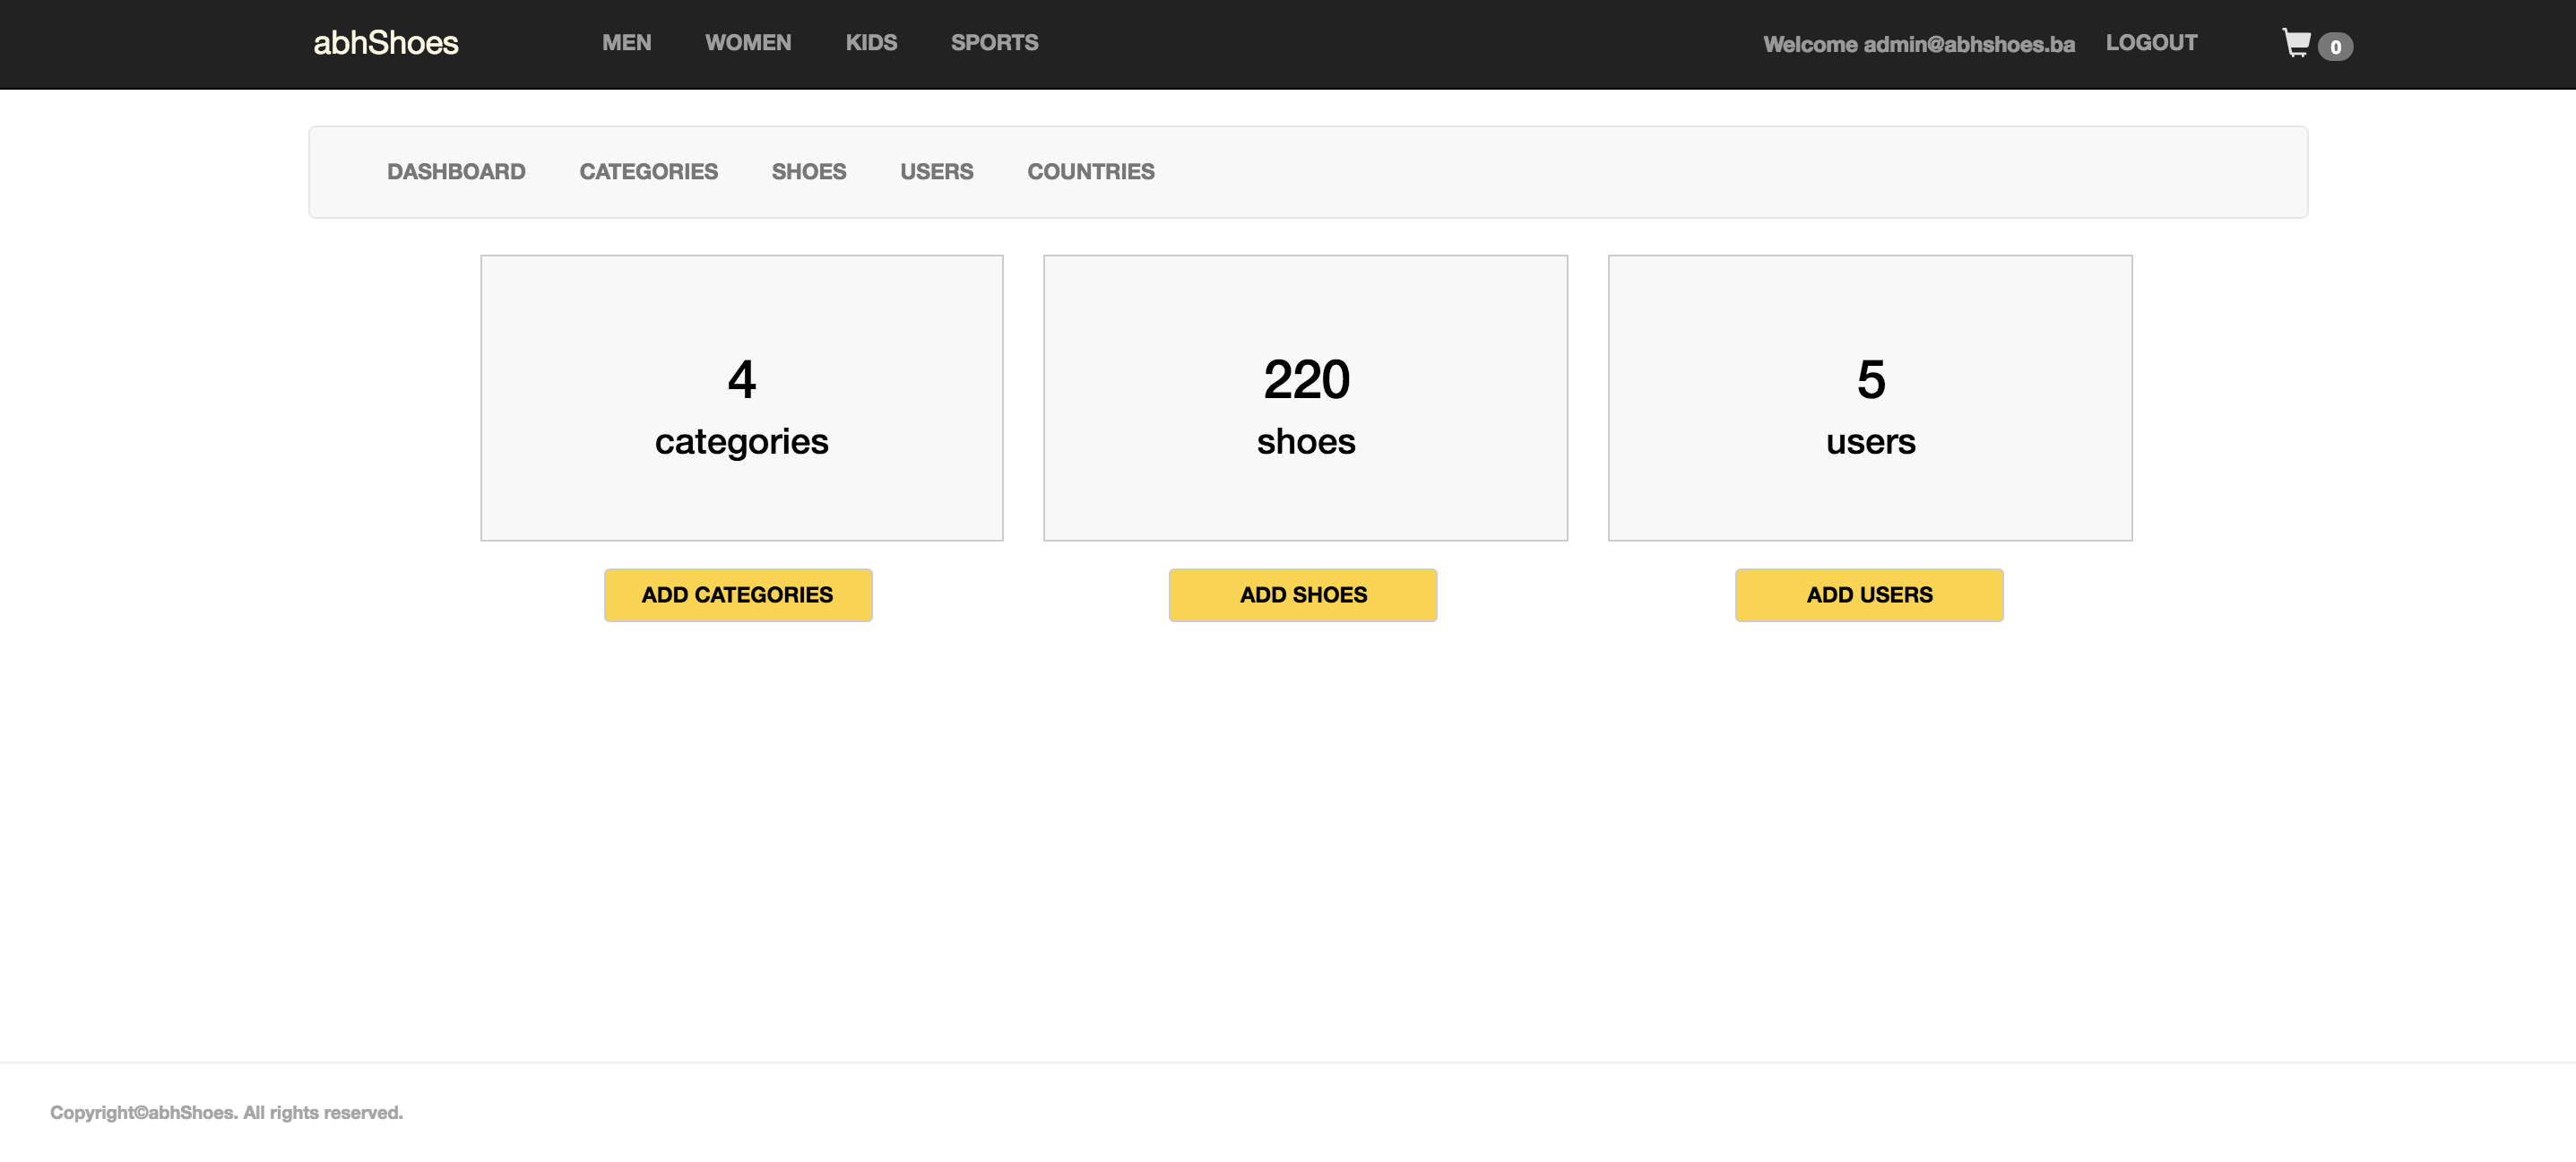 abhShoes MEN WOMEN KIDS SPORTS Welcome admin@abhshoes.ba LOGOUT 0
DASHBOARD CATEGORIES SHOES USERS COUNTRIES
4
categories
220
shoes
5
users
ADD CATEGORIES
ADD SHOES
ADD USERS
Copyright©abhShoes. All rights reserved.